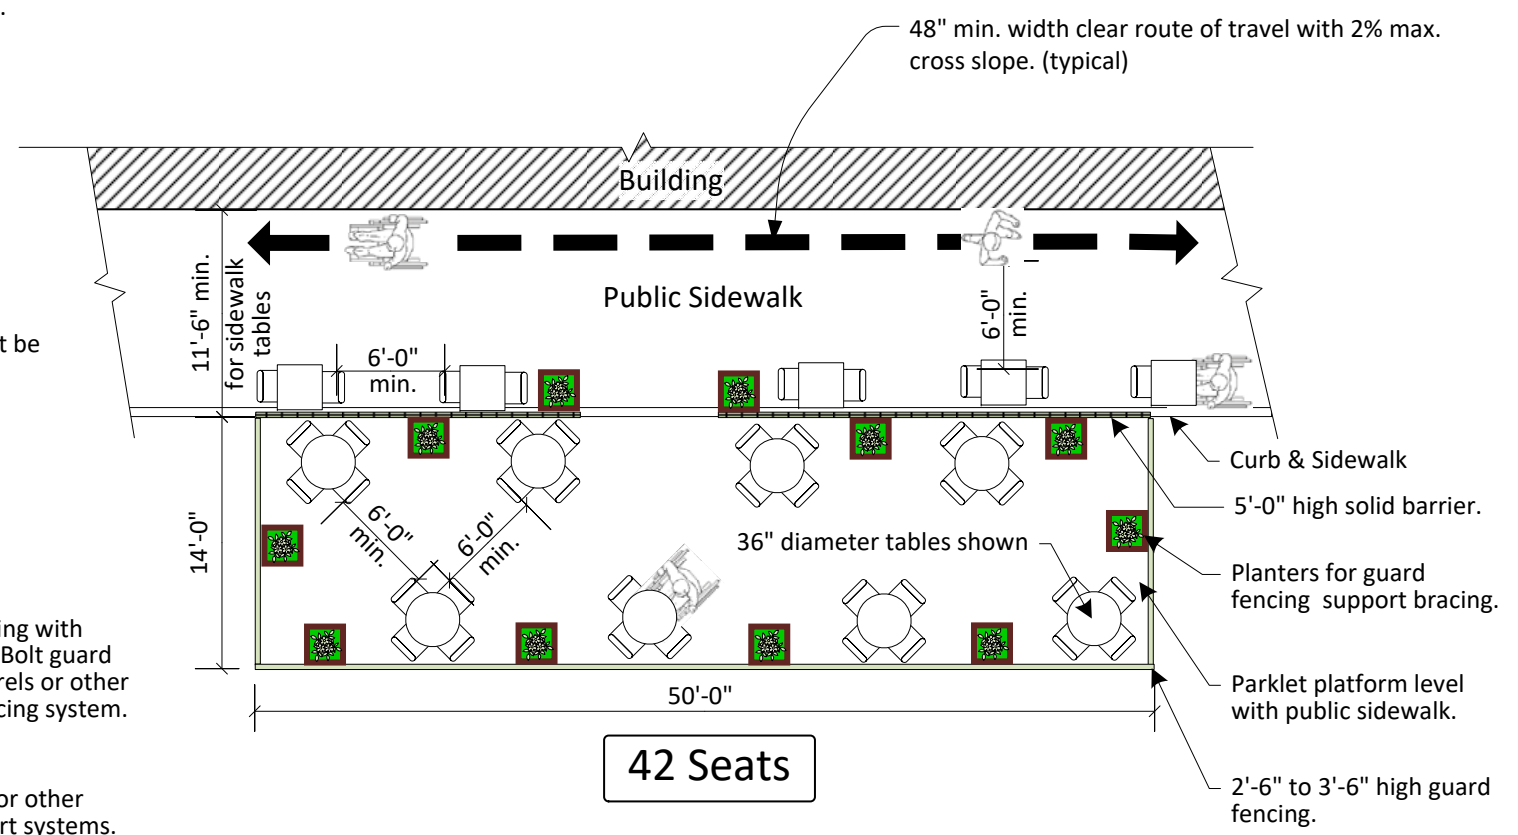 .
48" min. width clear route of travel with 2% max.
cross slope. (typical)
Building
Public Sidewalk
11'-6" min.
for sidewalk
tables
6'-0"
min.
6'-0"
min.
t be
Curb & Sidewalk
5'-0" high solid barrier.
14'-0"
6'-0"
min.
6'-0"
min.
36" diameter tables shown
Planters for guard
fencing support bracing.
ing with
Bolt guard
rels or other
cing system.
Parklet platform level
with public sidewalk.
50'-0"
42 Seats
2'-6" to 3'-6" high guard
fencing.
or other
rt systems.